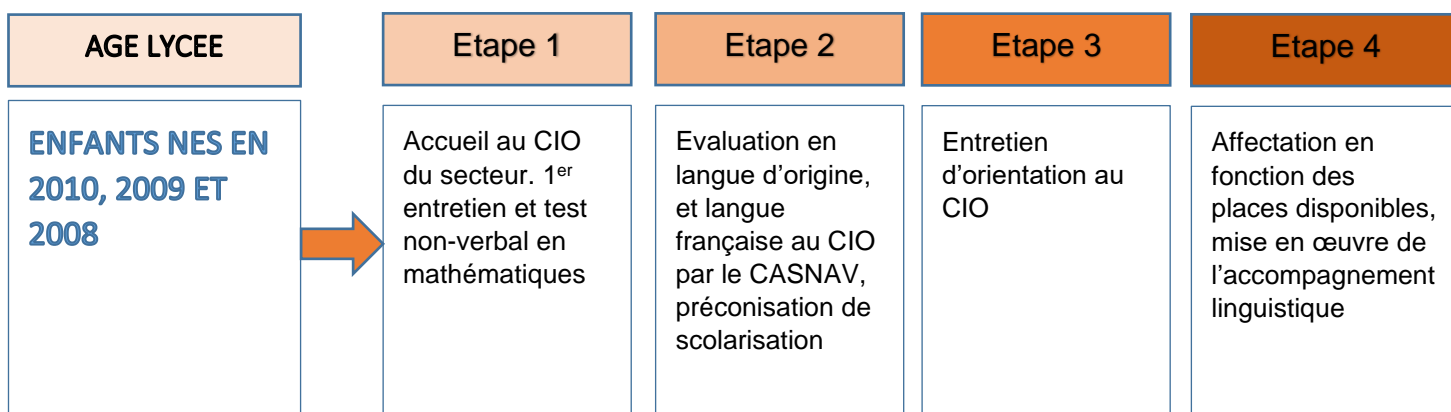 AGE LYCEE
ENFANTS NES EN
2010, 2009 ET
2008
Etape 1
Accueil au CIO
du secteur. 1er
entretien et test
non-verbal en
mathématiques
Etape 2
Evaluation en
langue d’origine,
et langue
française au CIO
par le CASNAV,
préconisation de
scolarisation
Etape 3
Entretien
d’orientation au
CIO
Etape 4
Affectation en
fonction des
places disponibles,
mise en œuvre de
l’accompagnement
linguistique